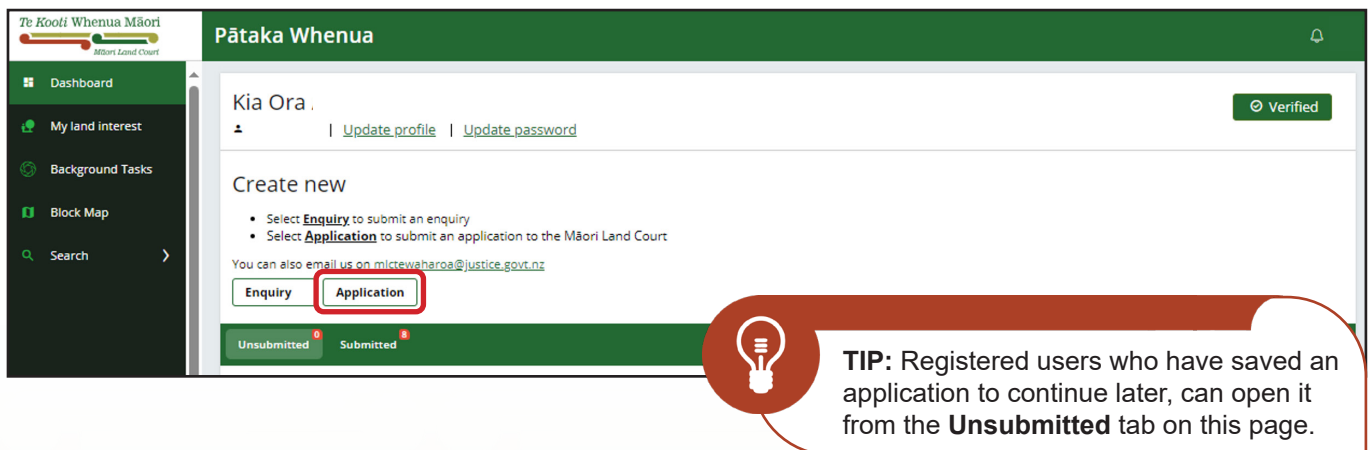 Te Kooti Whenua Māori
Māori Land Court
Pātaka Whenua
Dashboard
My land interest
Background Tasks
Block Map
Search
Kia Ora
Verified
| Update profile | Update password
Create new
• Select Enquiry to submit an enquiry
• Select Application to submit an application to the Māori Land Court
You can also email us on mlctewaharoa@justice.govt.nz
Enquiry Application
Unsubmitted 0 Submitted 8
TIP: Registered users who have saved an
application to continue later, can open it
from the Unsubmitted tab on this page.